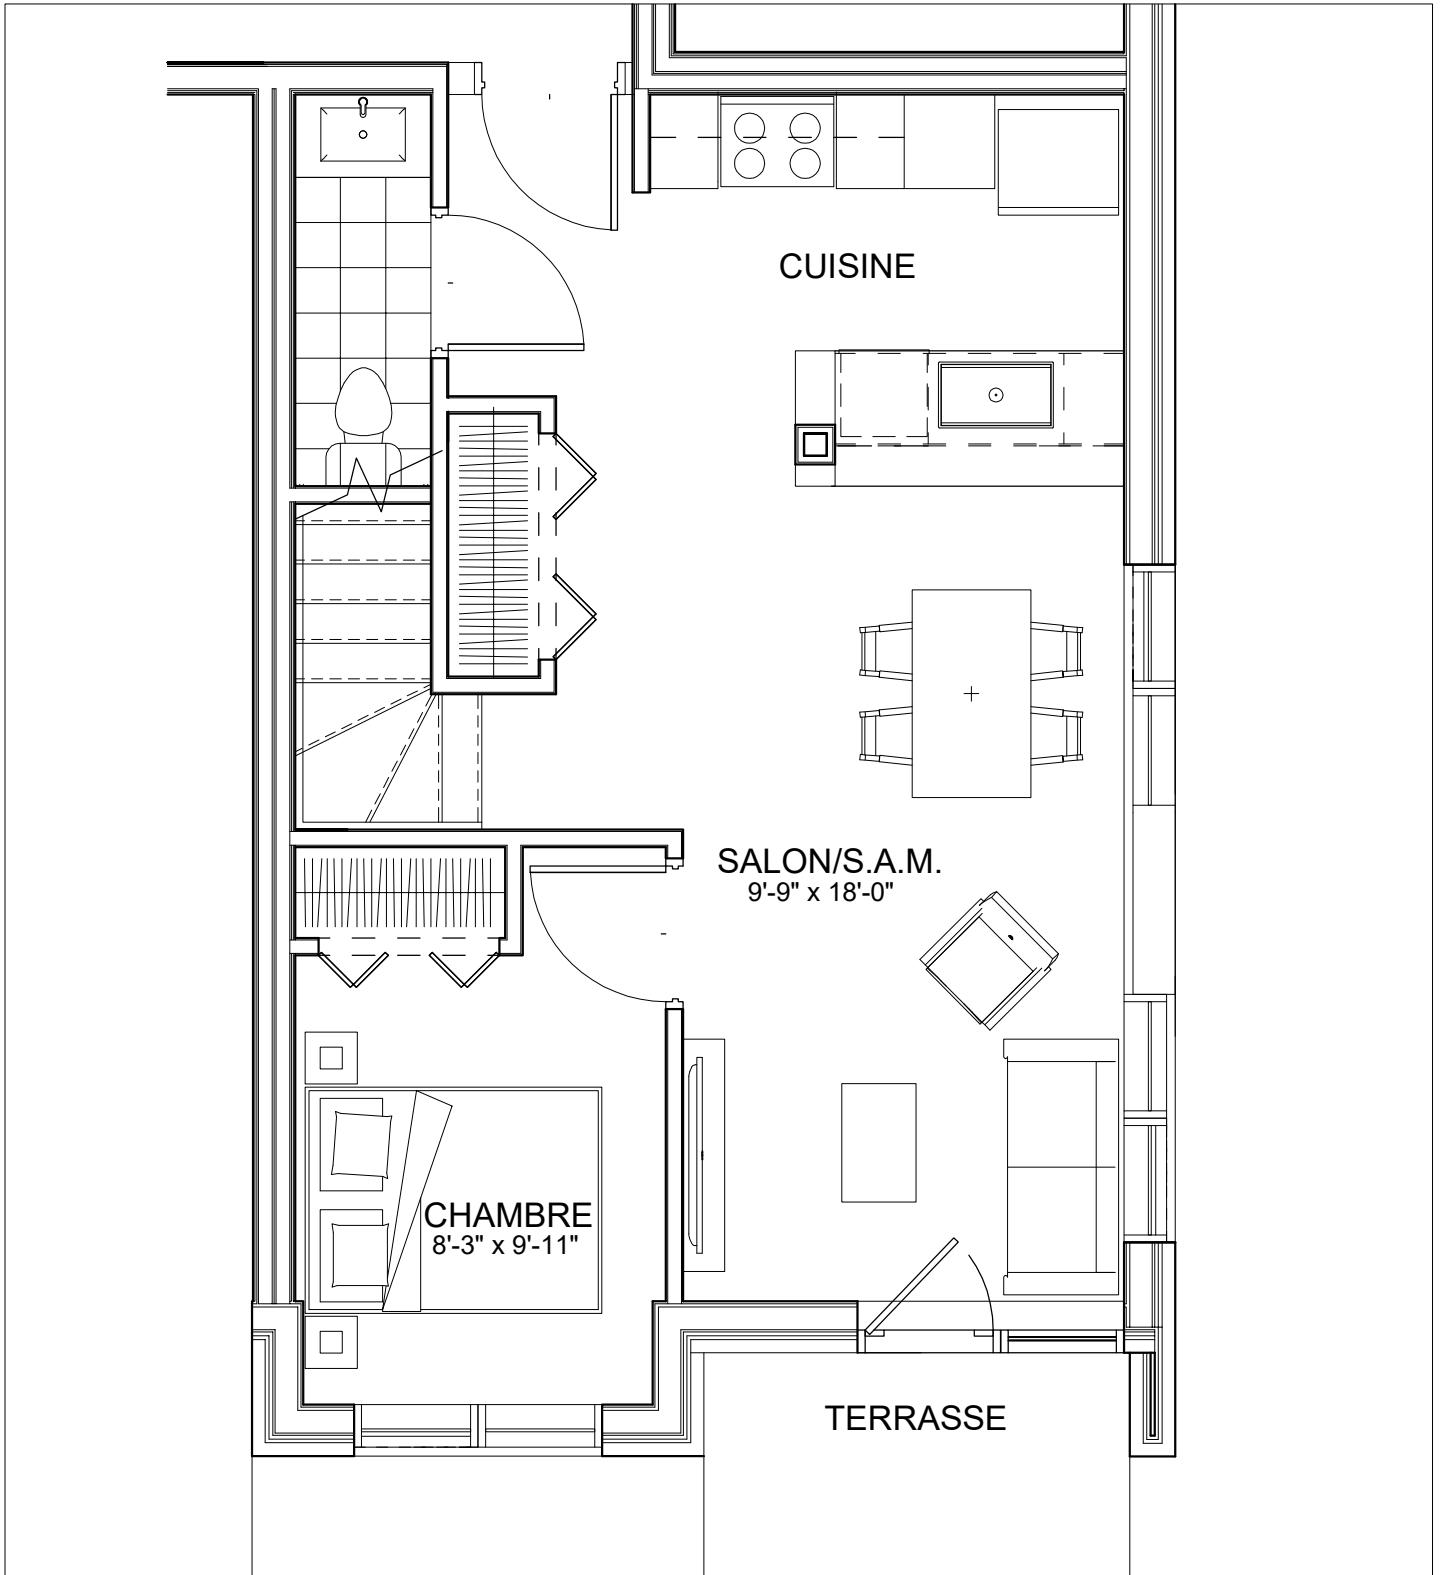 CUISINE
SALON/S.A.M.
9'-9" x 18'-0"
CHAMBRE
8'-3" x 9'-11"
TERRASSE